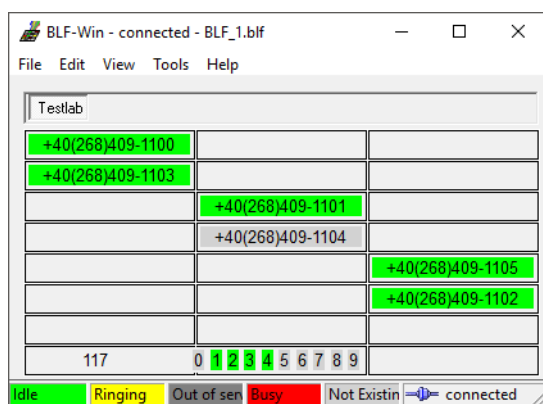 BLF-Win - connected - BLF_1.blf
File Edit View Tools Help
Testlab
+40(268)409-1100
+40(268)409-1103
+40(268)409-1101
+40(268)409-1104
+40(268)409-1105
+40(268)409-1102
117 0 1 2 3 4 5 6 7 8 9
Idle Ringing Out of ser Busy Not Existin connected